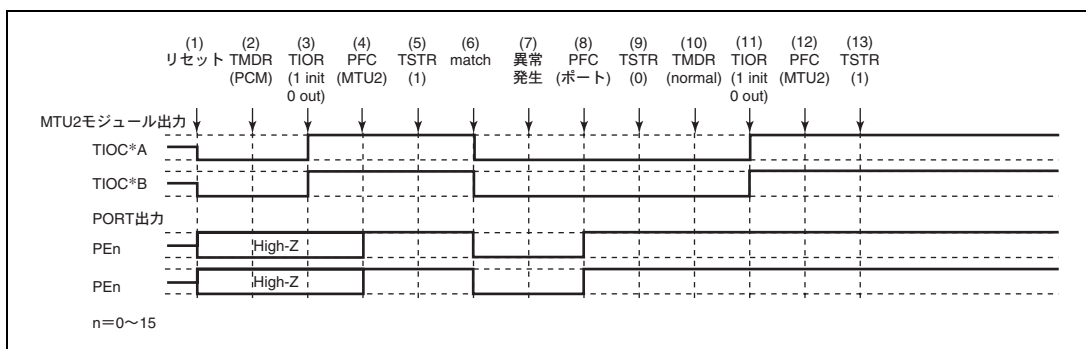 (1) (2) (3) (4) (5) (6) (7) (8) (9) (10) (11) (12) (13)
リセット TMDR TIOR PFC TSTR match 異常 PFC TSTR TMDR TIOR PFC TSTR
(PCM) (1 init (MTU2) (1) 発生 (ポート) (0) (normal) (1 init (MTU2) (1)
0 out) 0 out)
MTU2モジュール出力
TIOC*A
TIOC*B
PORT出力
PEn High-Z
PEn High-Z
n=0～15